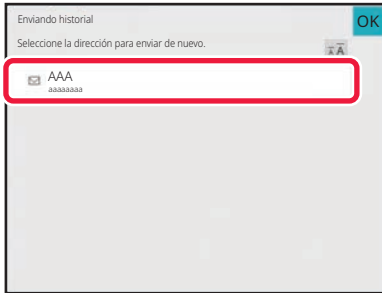 Enviando historial
OK
Seleccione la dirección para enviar de nuevo.
AAA
aaaaaaaa